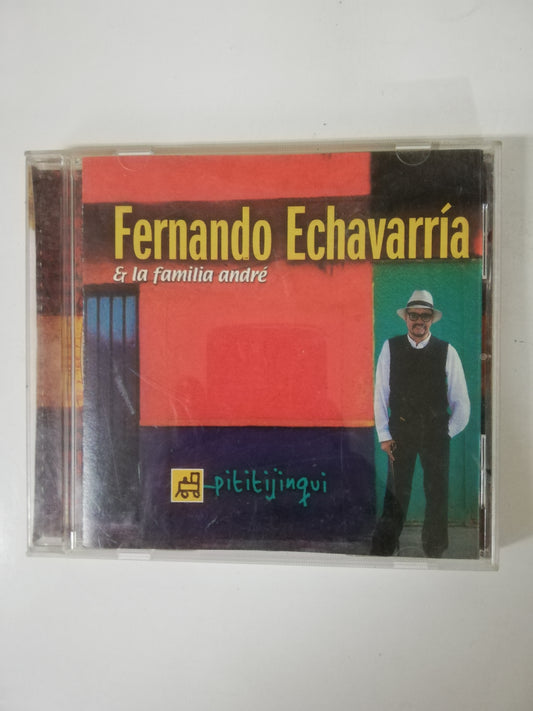 Fernando Echavarría
& la familia andré
pititijinqui